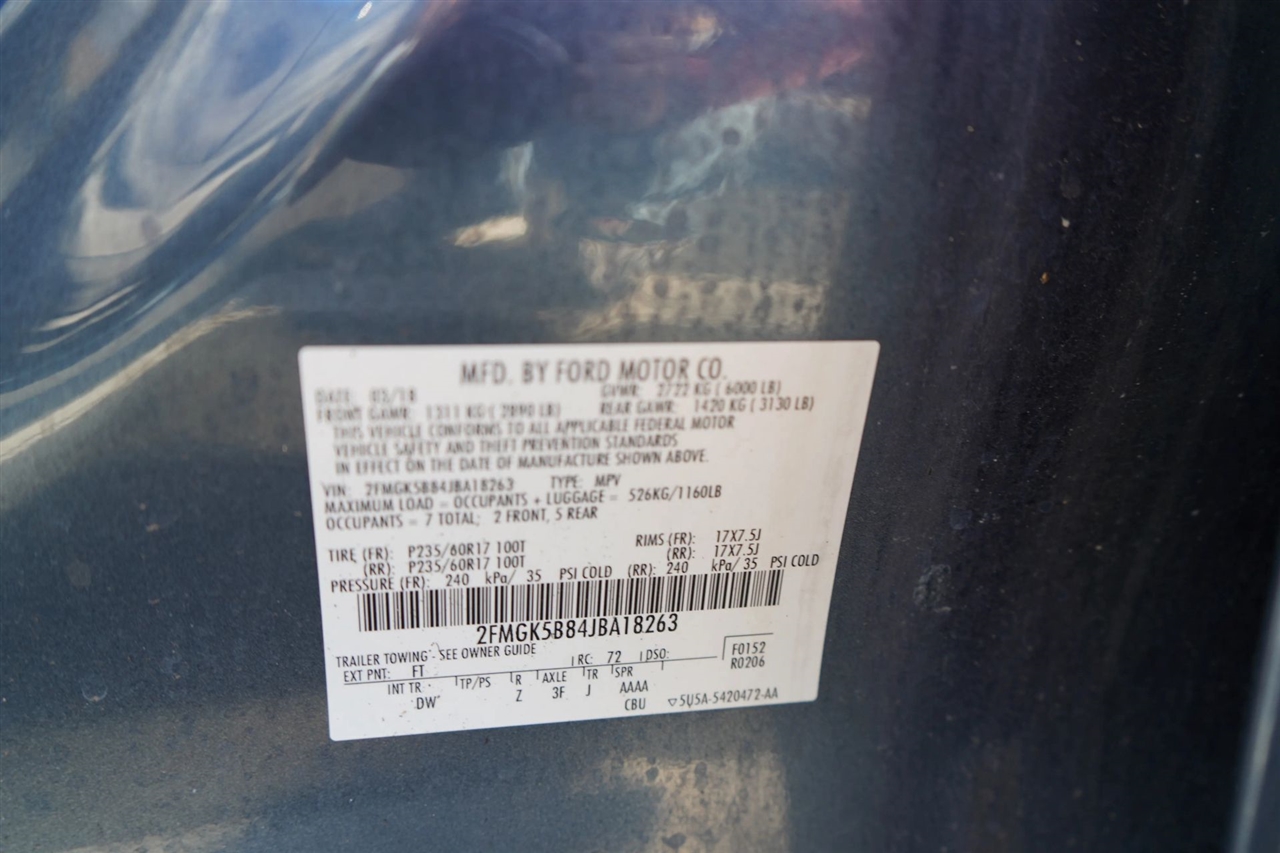 MFD. BY FORD MOTOR CO.
DATE: 03/18 GVWR: 2722 KG ( 6000 LB)
FRONT GAWR: 1311 KG ( 2890 LB) REAR GAWR: 1420 KG ( 3130 LB)
THIS VEHICLE CONFORMS TO ALL APPLICABLE FEDERAL MOTOR
VEHICLE SAFETY AND THEFT PREVENTION STANDARDS
IN EFFECT ON THE DATE OF MANUFACTURE SHOWN ABOVE.
VIN: 2FMGK5B84JBA18263 TYPE: MPV
MAXIMUM LOAD = OCCUPANTS + LUGGAGE = 526KG/1160LB
OCCUPANTS = 7 TOTAL; 2 FRONT, 5 REAR
TIRE (FR): P235/60R17 100T RIMS (FR): 17X7.5J
(RR): P235/60R17 100T (RR): 17X7.5J
PRESSURE (FR): 240 kPa/ 35 PSI COLD (RR): 240 kPa/ 35 PSI COLD
2FMGK5B84JBA18263
TRAILER TOWING - SEE OWNER GUIDE F0152
EXT PNT: FT RC: 72 DSO: R0206
INT TR TP/PS R AXLE TR SPR
DW Z 3F J AAAA
CBU ▽5U5A-5420472-AA